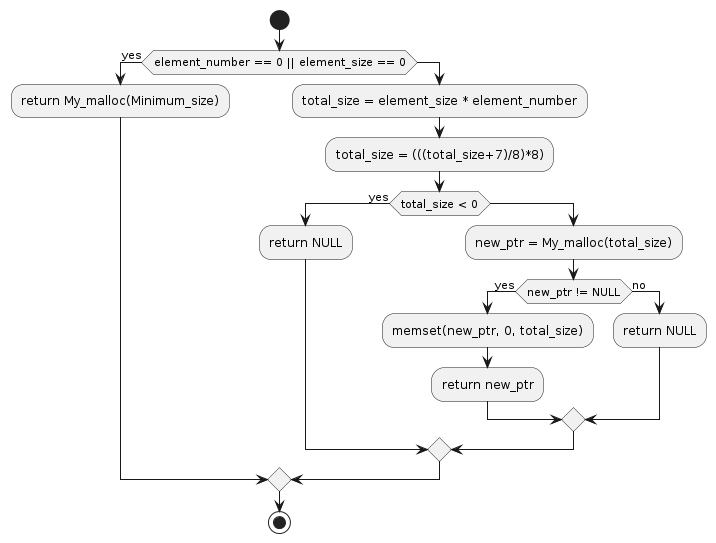 yes
element_number == 0 || element_size == 0
return My_malloc(Minimum_size)
total_size = element_size * element_number
total_size = (((total_size+7)/8)*8)
yes
total_size < 0
return NULL
new_ptr = My_malloc(total_size)
yes
new_ptr != NULL
no
memset(new_ptr, 0, total_size)
return NULL
return new_ptr